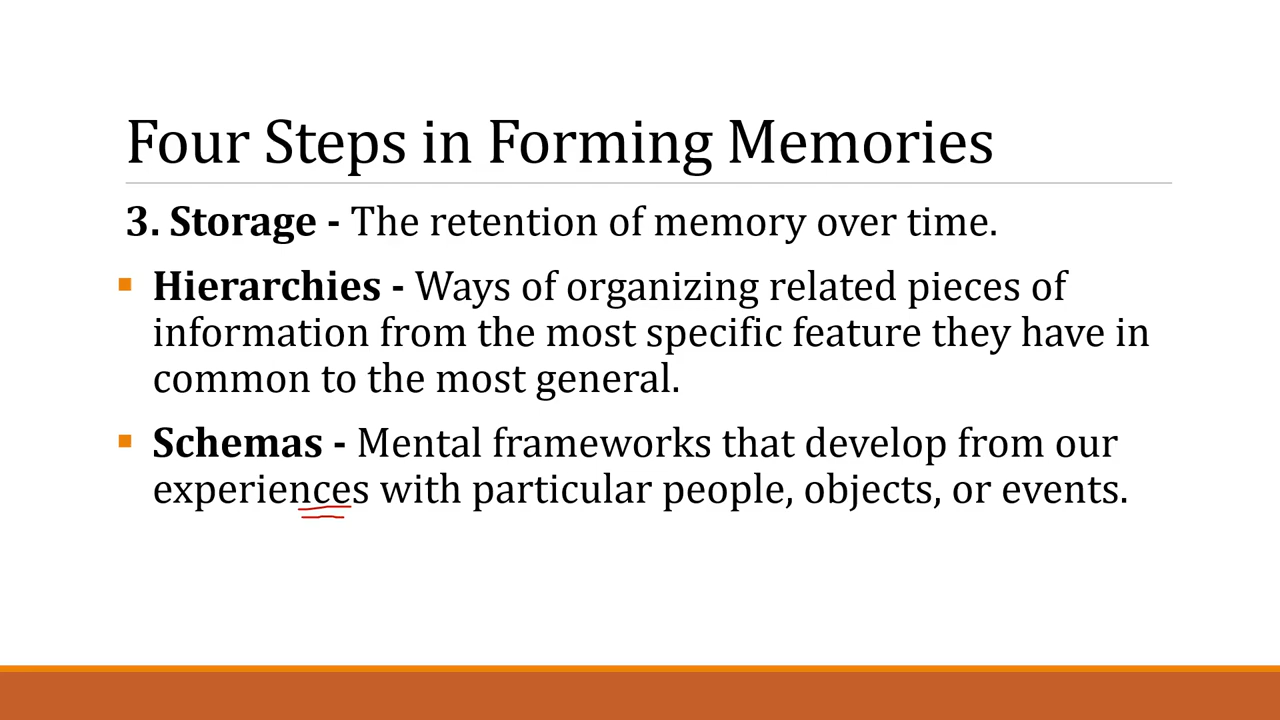 Four Steps in Forming Memories
3. Storage - The retention of memory over time.
▪ Hierarchies - Ways of organizing related pieces of
information from the most specific feature they have in
common to the most general.
▪ Schemas - Mental frameworks that develop from our
experiences with particular people, objects, or events.